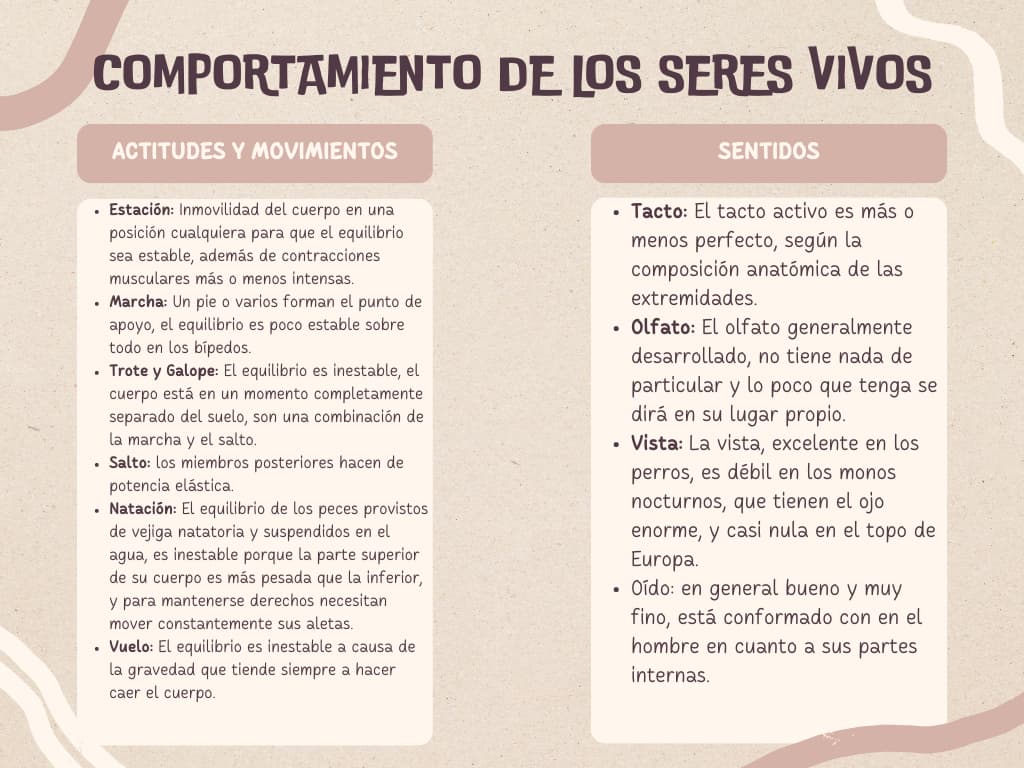 COMPORTAMIENTO DE LOS SERES VIVOS
ACTITUDES Y MOVIMIENTOS
• Estación: Inmovilidad del cuerpo en una
posición cualquiera para que el equilibrio
sea estable, además de contracciones
musculares más o menos intensas.
• Marcha: Un pie o varios forman el punto de
apoyo, el equilibrio es poco estable sobre
todo en los bípedos.
• Trote y Galope: El equilibrio es inestable, el
cuerpo está en un momento completamente
separado del suelo, son una combinación de
la marcha y el salto.
• Salto: los miembros posteriores hacen de
potencia elástica.
• Natación: El equilibrio de los peces provistos
de vejiga natatoria y suspendidos en el
agua, es inestable porque la parte superior
de su cuerpo es más pesada que la inferior,
y para mantenerse derechos necesitan
mover constantemente sus aletas.
• Vuelo: El equilibrio es inestable a causa de
la gravedad que tiende siempre a hacer
caer el cuerpo.
SENTIDOS
• Tacto: El tacto activo es más o
menos perfecto, según la
composición anatómica de las
extremidades.
• Olfato: El olfato generalmente
desarrollado, no tiene nada de
particular y lo poco que tenga se
dirá en su lugar propio.
• Vista: La vista, excelente en los
perros, es débil en los monos
nocturnos, que tienen el ojo
enorme, y casi nula en el topo de
Europa.
• Oído: en general bueno y muy
fino, está conformado con en el
hombre en cuanto a sus partes
internas.